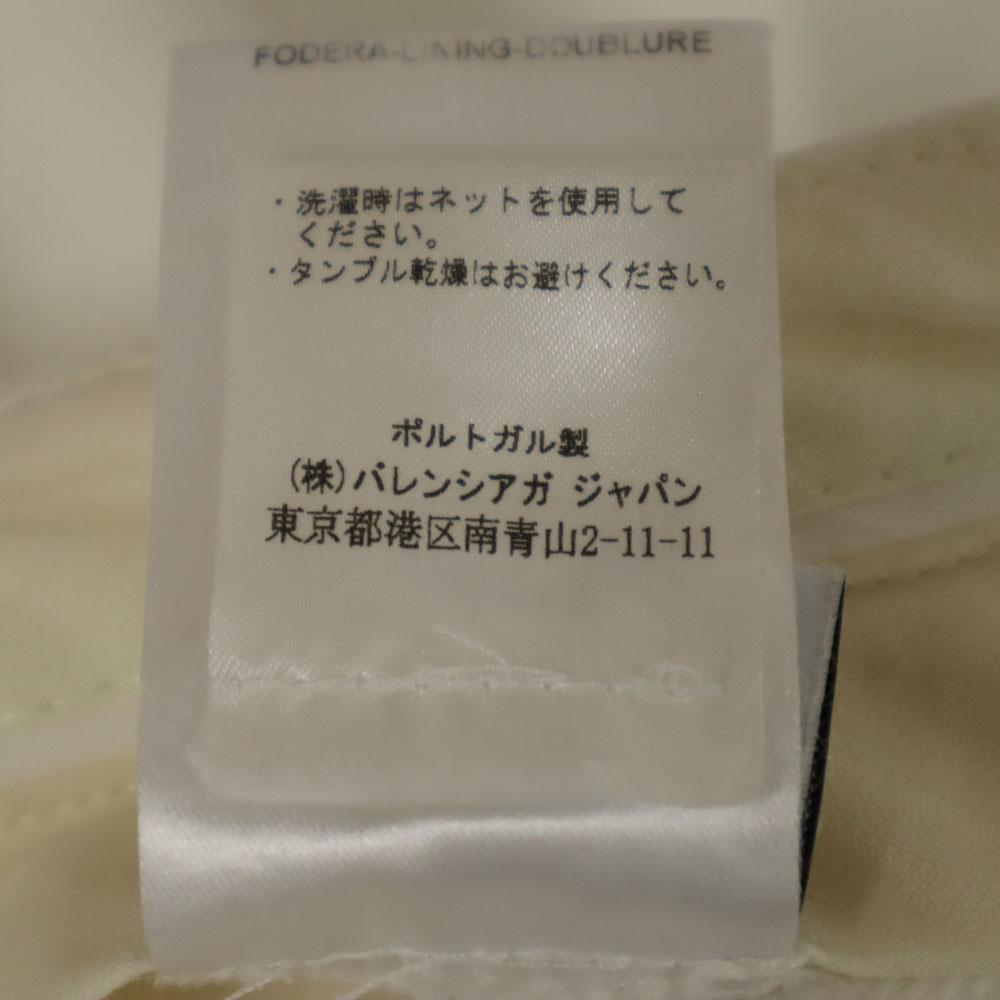 FODERA-LINING-DOUBLURE
・洗濯時はネットを使用して
ください。
・タンブル乾燥はお避けください。
ポルトガル製
(株)バレンシアガ ジャパン
東京都港区南青山2-11-11